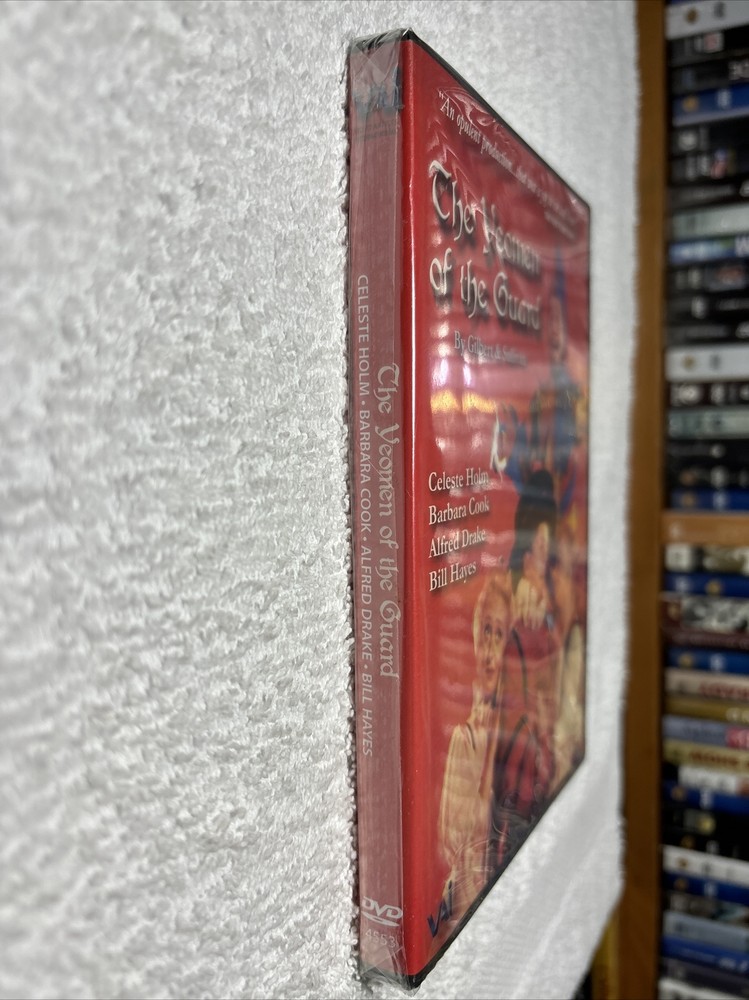 VAI
The Yeomen of the Guard
CELESTE HOLM • BARBARA COOK • ALFRED DRAKE • BILL HAYES
DVD
"An opulent production...
The Yeomen
of the Guard
By Gilbert & Sullivan
Celeste Holm
Barbara Cook
Alfred Drake
Bill Hayes
VAI